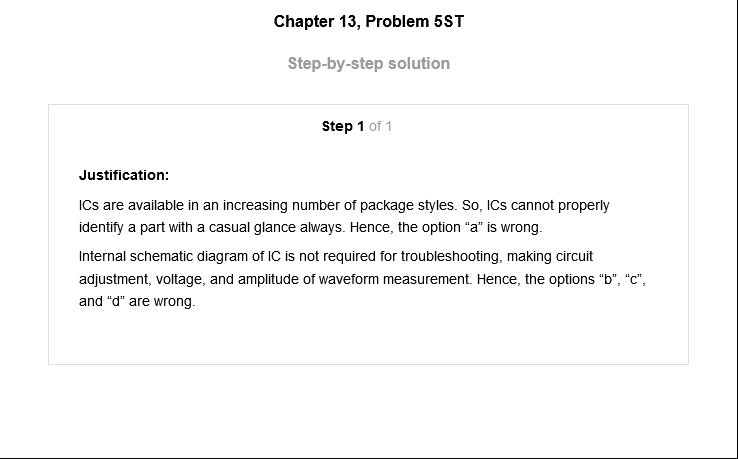 Chapter 13, Problem 5ST
Step-by-step solution
Step 1 of 1
Justification:
ICs are available in an increasing number of package styles. So, ICs cannot properly
identify a part with a casual glance always. Hence, the option “a” is wrong.
Internal schematic diagram of IC is not required for troubleshooting, making circuit
adjustment, voltage, and amplitude of waveform measurement. Hence, the options “b”, “c”,
and “d” are wrong.